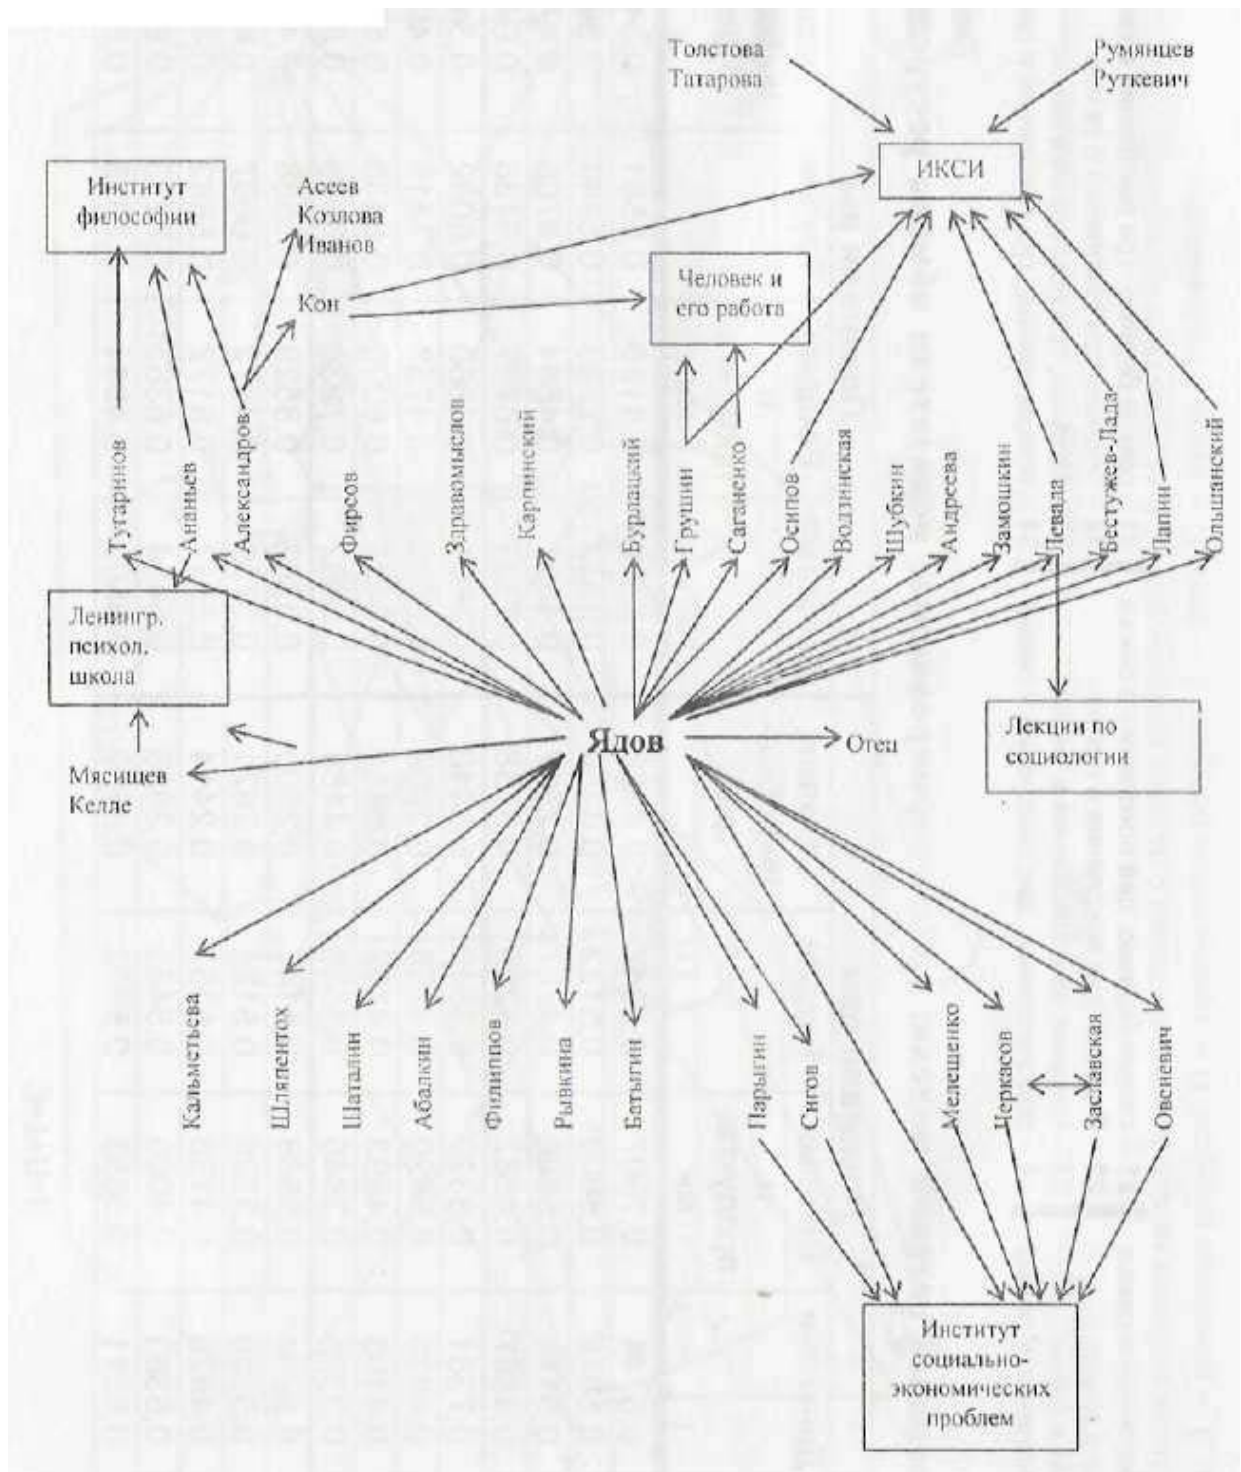 Толстова
Татарова
Румянцев
Руткевич
ИКСИ
Институт
философии
Асеев
Козлова
Иванов
Кон
Человек и
его работа
Тугаринов
Ананьев
Александров
Фирсов
Здравомыслов
Карпинский
Бурлацкий
Грушин
Саганенко
Осипов
Водзинская
Шубкин
Андреева
Замошкин
Левада
Бестужев-Лада
Лапин
Ольшанский
Ленингр.
психол.
школа
Ядов
Отец
Лекции по
социологии
Мясищев
Келле
Кальметьева
Шляпентох
Шаталин
Абалкин
Филиппов
Рывкина
Батыгин
Парыгин
Сигов
Мелещенко
Черкасов
Заславская
Овсиевич
Институт
социально-
экономических
проблем